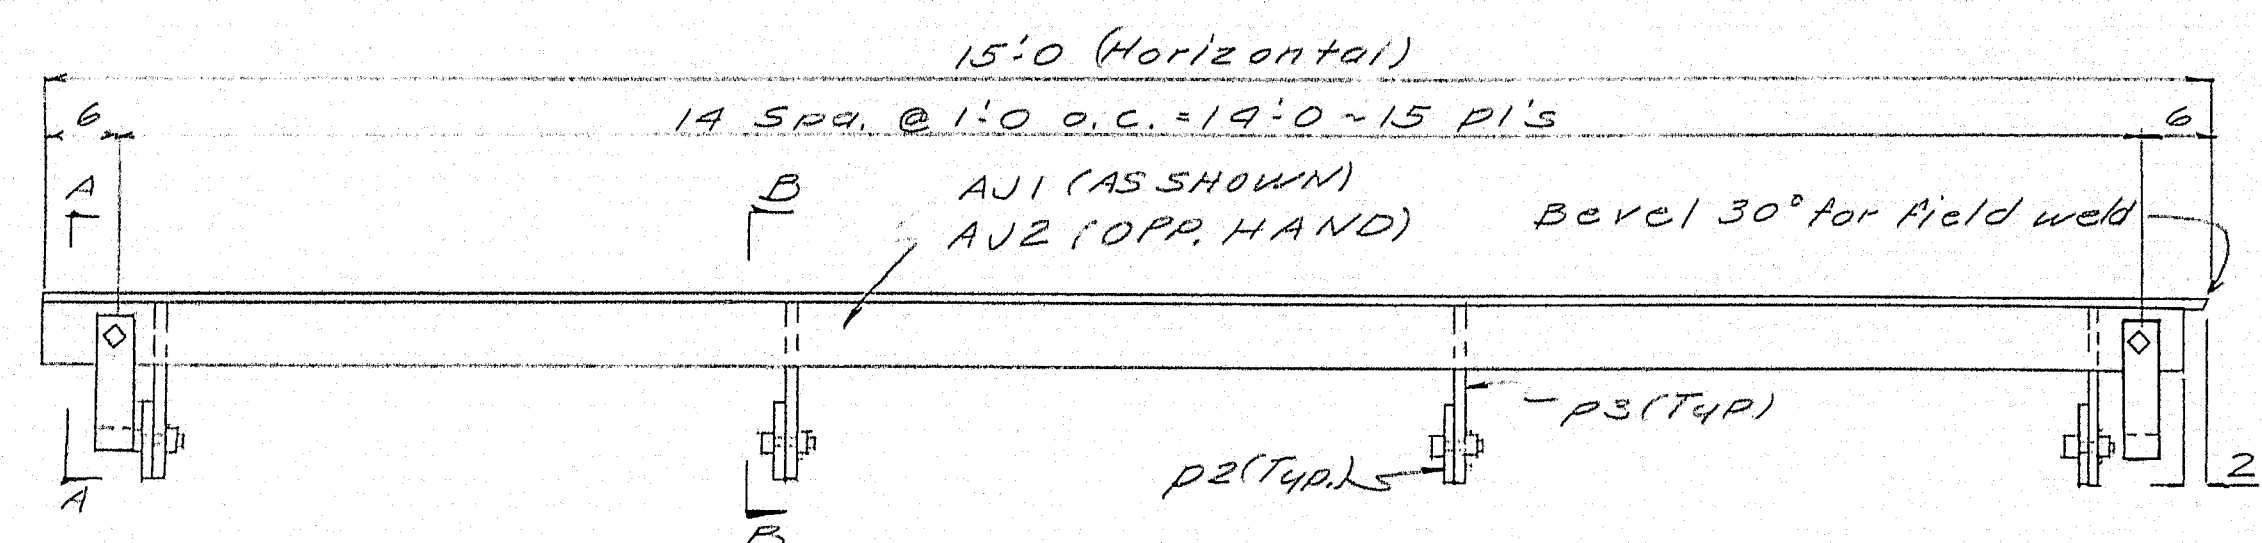 15'-0 (Horizontal)
6
14 Spa. @ 1'-0 o.c. = 14'-0 ~ 15 p1's
6
A
B
AJ1 (AS SHOWN)
AJ2 (OPP. HAND)
Bevel 30° for field weld
p3 (Typ)
p2 (Typ.)
2
A
B